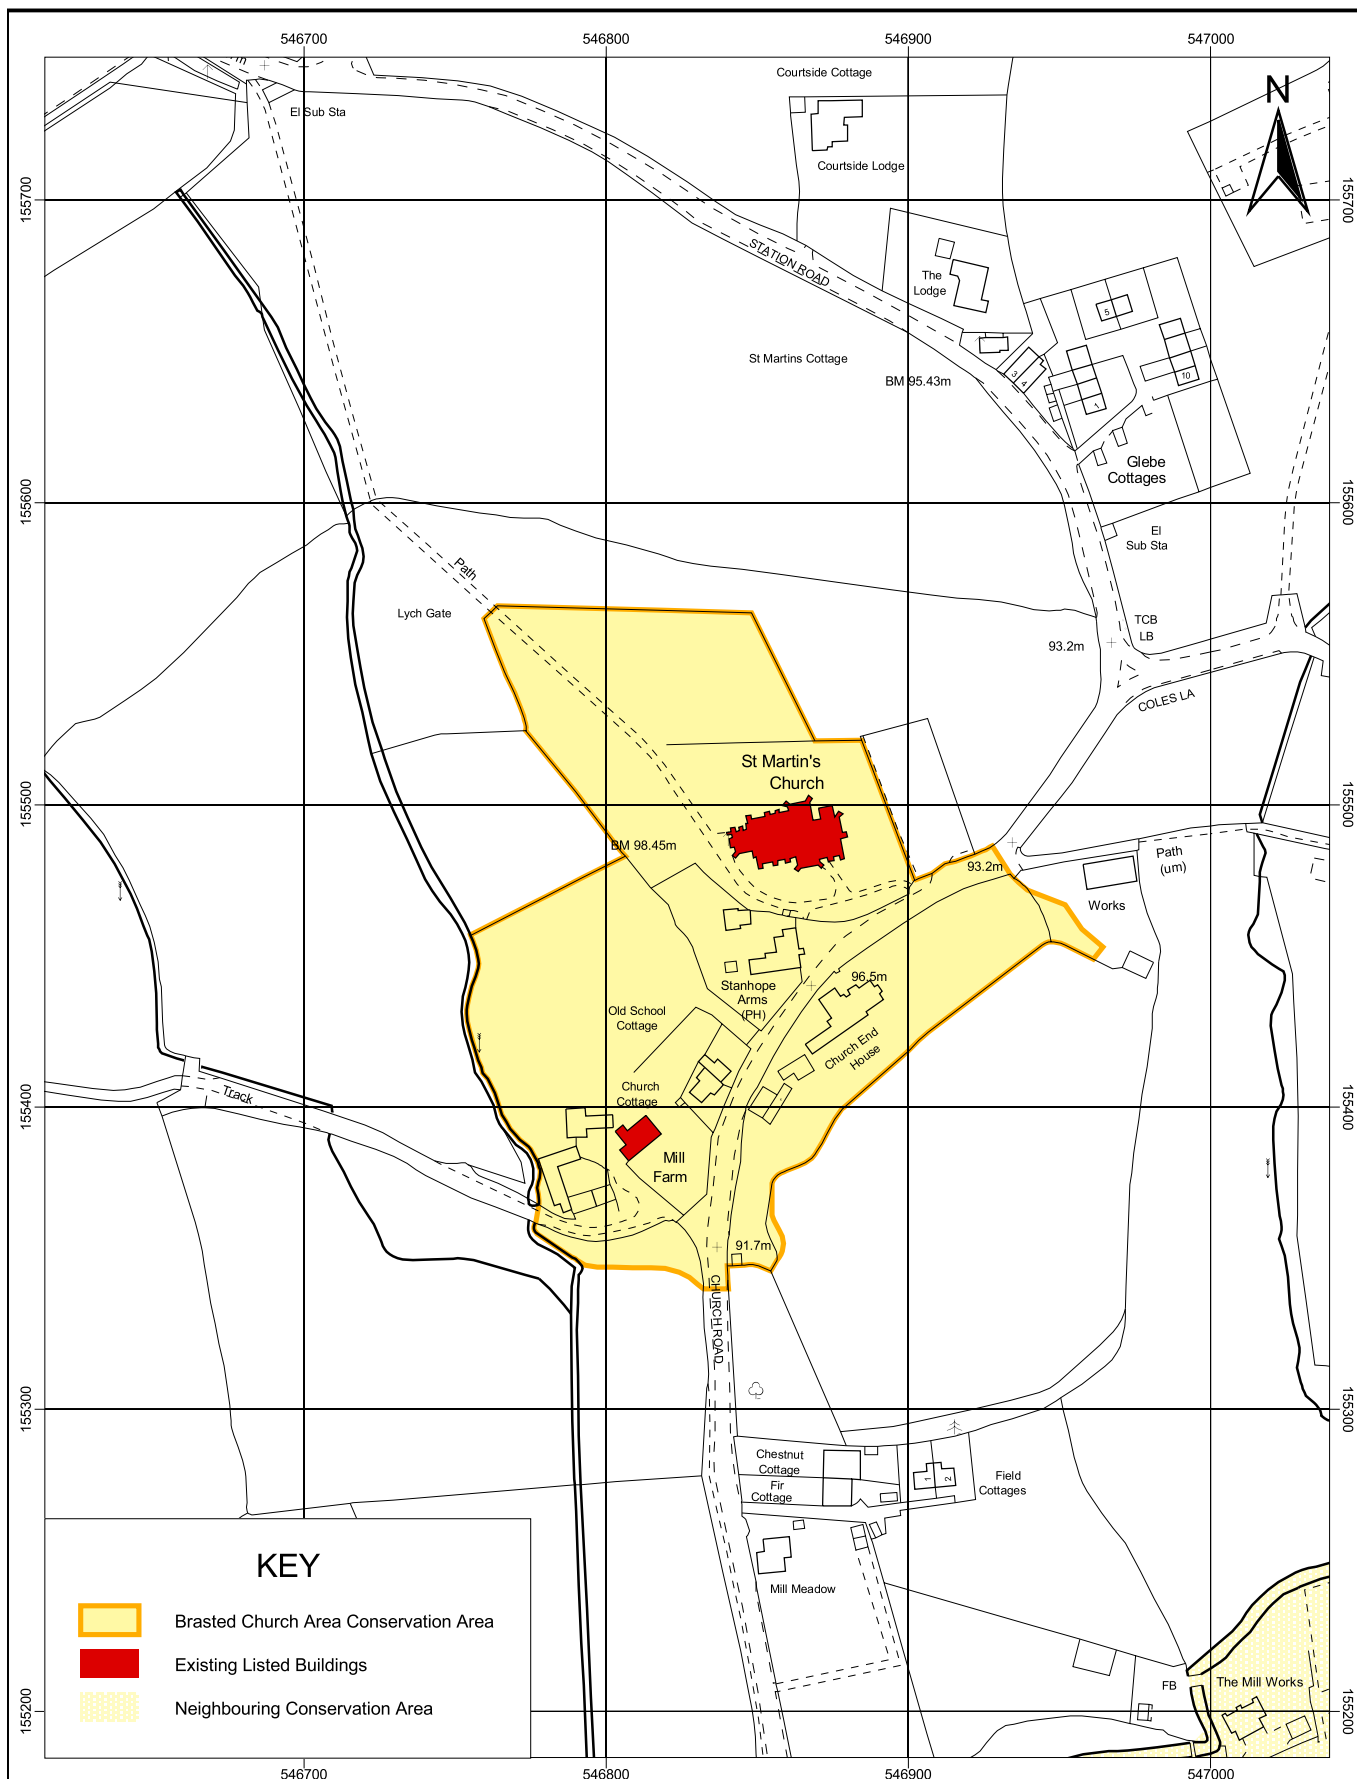 546700
546800
546900
547000
Courtside Cottage
N
m
El Sub Sta
Courtside Lodge
155700
155700
STATION ROAD
The
Lodge
5
St Martins Cottage
BM 95.43m
3
4
10
1
Glebe
Cottages
155600
155600
El
Sub Sta
Path
Lych Gate
TCB
LB
93.2m
COLES LA
St Martin's
Church
155500
155500
BM 98.45m
93.2m
Path
(um)
Works
96.5m
Stanhope
Arms
(PH)
Old School
Cottage
Church End
House
Church
Cottage
Track
155400
155400
Mill
Farm
91.7m
CHURCH ROAD
155300
155300
Chestnut
Cottage
Fir
Cottage
1
2
Field
Cottages
Mill Meadow
KEY
Brasted Church Area Conservation Area
Existing Listed Buildings
Neighbouring Conservation Area
FB
The Mill Works
155200
155200
546700
546800
546900
547000